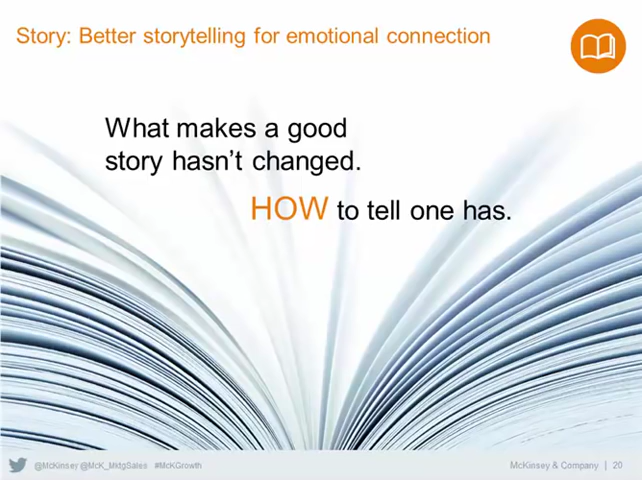 Story: Better storytelling for emotional connection
What makes a good
story hasn't changed.
HOW to tell one has.
@McKinsey @McK_MktgSales #McKGrowth
McKinsey & Company | 20